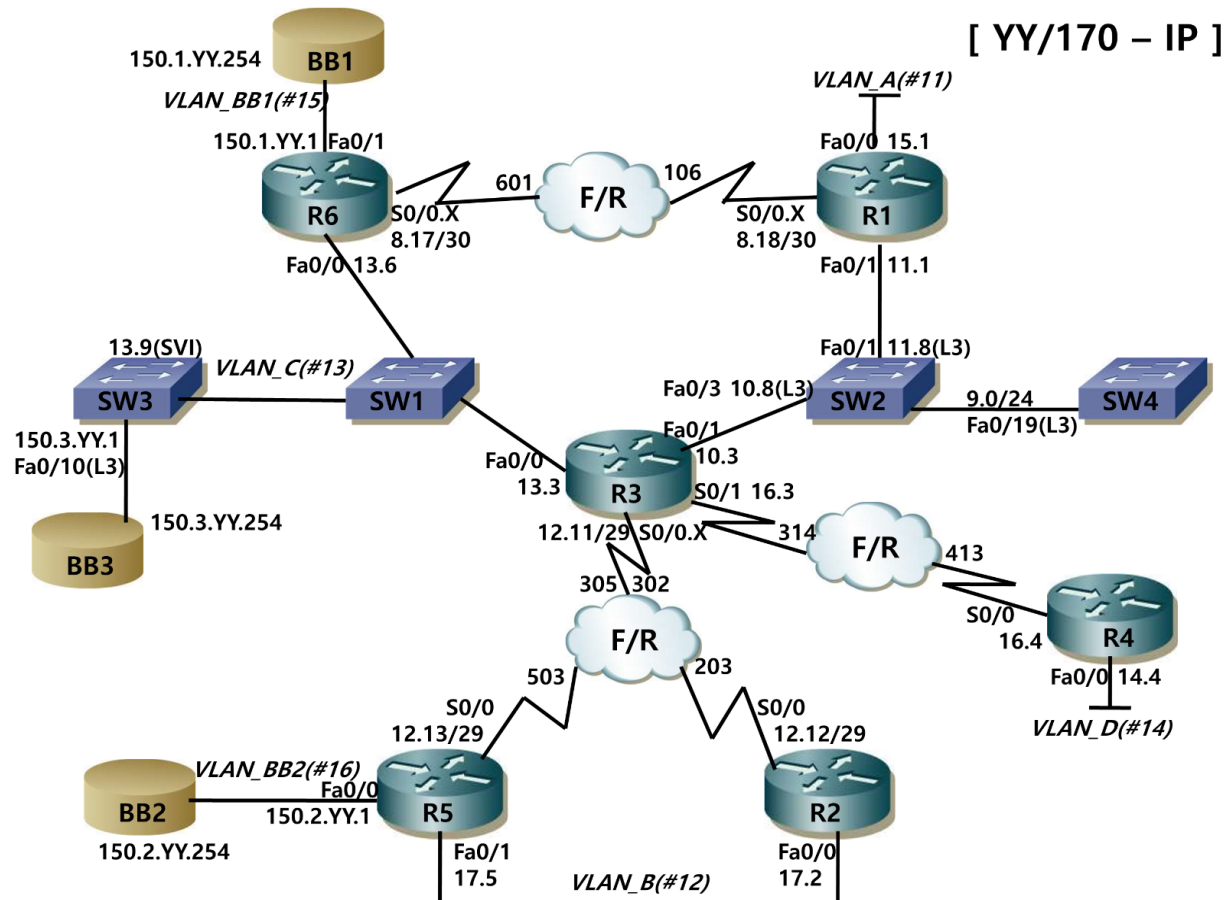 [ YY/170 – IP ]
150.1.YY.254
BB1
VLAN_BB1(#15)
VLAN_A(#11)
150.1.YY.1
Fa0/1
Fa0/0 15.1
601
F/R
106
R6
S0/0.X
8.17/30
S0/0.X
8.18/30
R1
Fa0/0 13.6
Fa0/1 11.1
13.9(SVI)
VLAN_C(#13)
SW3
SW1
Fa0/1 11.8(L3)
Fa0/3 10.8(L3)
SW2
9.0/24
Fa0/19(L3)
SW4
150.3.YY.1
Fa0/10(L3)
Fa0/0
13.3
Fa0/1
10.3
R3
S0/1 16.3
150.3.YY.254
BB3
12.11/29
S0/0.X
314
F/R
413
305
302
F/R
S0/0
16.4
R4
503
203
Fa0/0 14.4
VLAN_D(#14)
S0/0
12.13/29
S0/0
12.12/29
VLAN_BB2(#16)
Fa0/0
BB2
150.2.YY.1
R5
R2
150.2.YY.254
Fa0/1
17.5
VLAN_B(#12)
Fa0/0
17.2